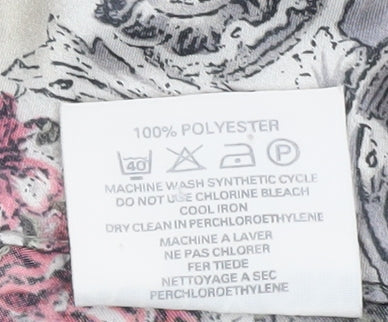 100% POLYESTER
40 P
MACHINE WASH SYNTHETIC CYCLE
DO NOT USE CHLORINE BLEACH
COOL IRON
DRY CLEAN IN PERCHLOROETHYLENE
MACHINE A LAVER
NE PAS CHLORER
FER TIEDE
NETTOYAGE A SEC
PERCHLOROETHYLENE